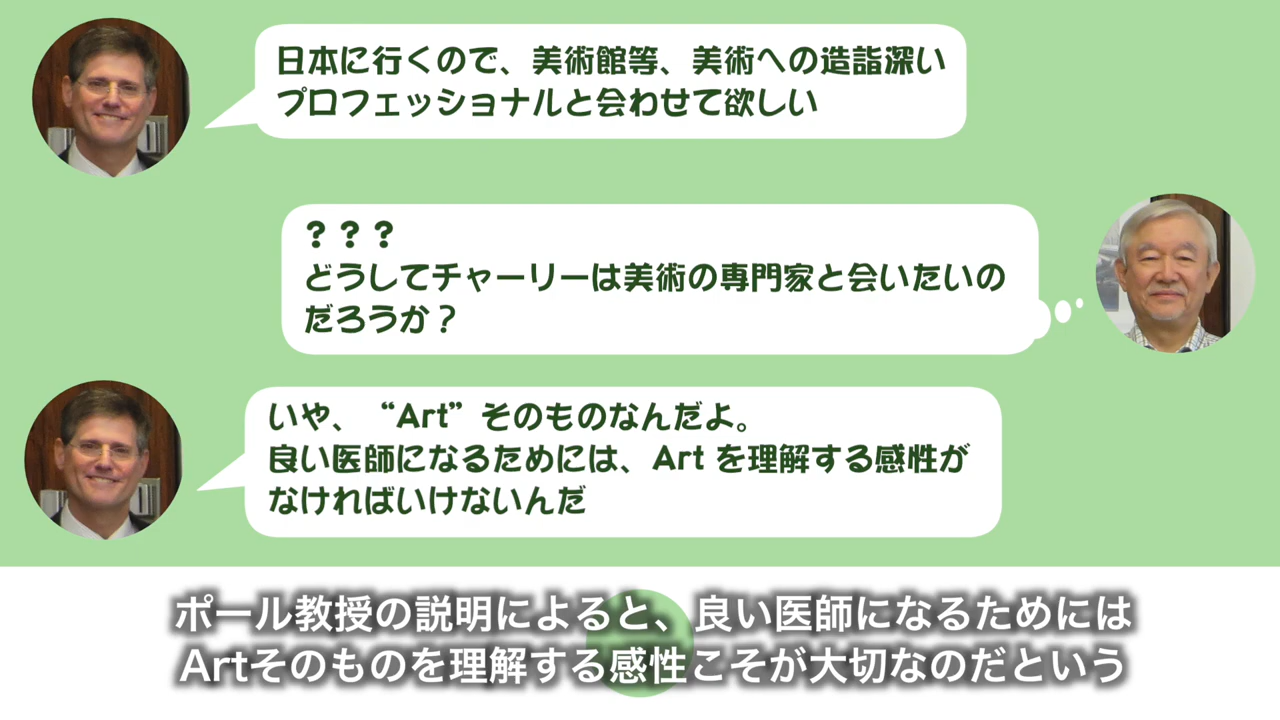 日本に行くので、美術館等、美術への造詣深い
プロフェッショナルと会わせて欲しい
？？？
どうしてチャーリーは美術の専門家と会いたいの
だろうか？
いや、“Art”そのものなんだよ。
良い医師になるためには、Art を理解する感性が
なければいけないんだ
ポール教授の説明によると、良い医師になるためには
Artそのものを理解する感性こそが大切なのだという